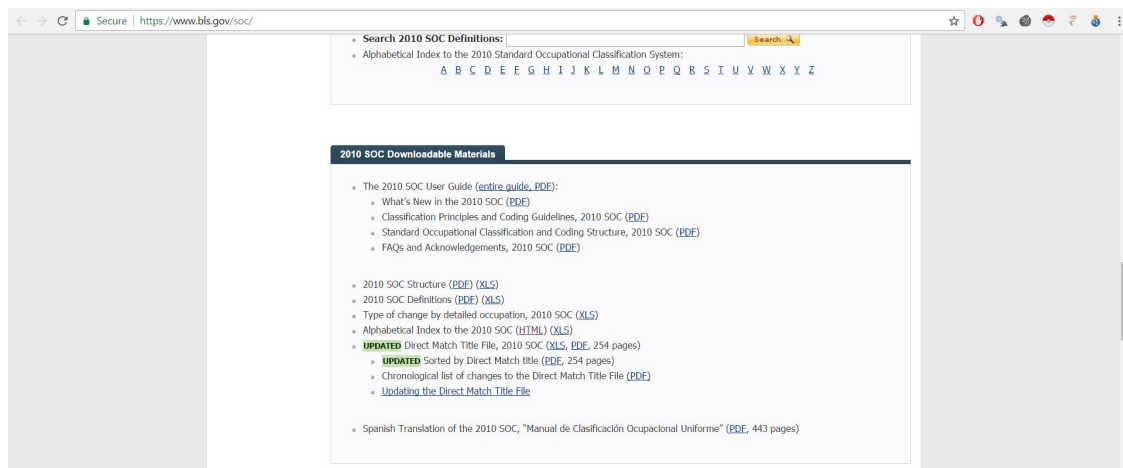 Secure | https://www.bls.gov/soc/
Search 2010 SOC Definitions: Search
Alphabetical Index to the 2010 Standard Occupational Classification System:
A B C D E F G H I J K L M N O P Q R S T U V W X Y Z
2010 SOC Downloadable Materials
The 2010 SOC User Guide (entire guide, PDF):
What's New in the 2010 SOC (PDF)
Classification Principles and Coding Guidelines, 2010 SOC (PDF)
Standard Occupational Classification and Coding Structure, 2010 SOC (PDF)
FAQs and Acknowledgements, 2010 SOC (PDF)
2010 SOC Structure (PDF) (XLS)
2010 SOC Definitions (PDF) (XLS)
Type of change by detailed occupation, 2010 SOC (XLS)
Alphabetical Index to the 2010 SOC (HTML) (XLS)
UPDATED Direct Match Title File, 2010 SOC (XLS, PDF, 254 pages)
UPDATED Sorted by Direct Match title (PDF, 254 pages)
Chronological list of changes to the Direct Match Title File (PDF)
Updating the Direct Match Title File
Spanish Translation of the 2010 SOC, "Manual de Clasificación Ocupacional Uniforme" (PDF, 443 pages)